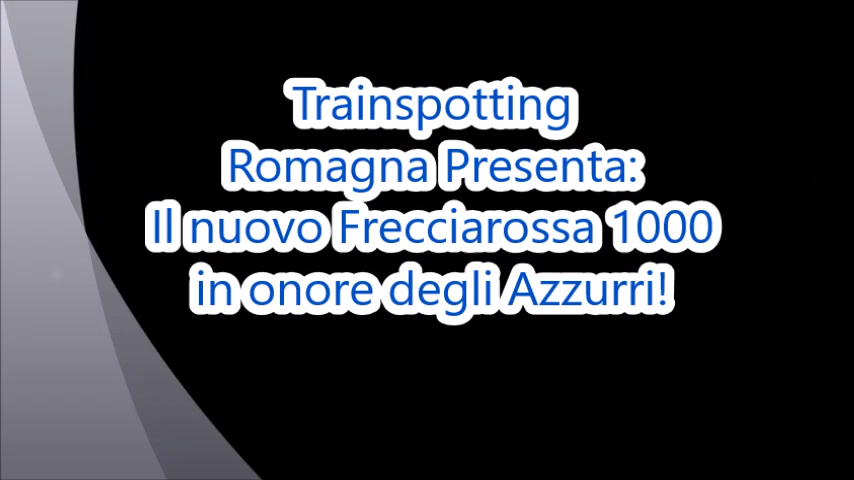 Trainspotting
Romagna Presenta:
Il nuovo Frecciarossa 1000
in onore degli Azzurri!